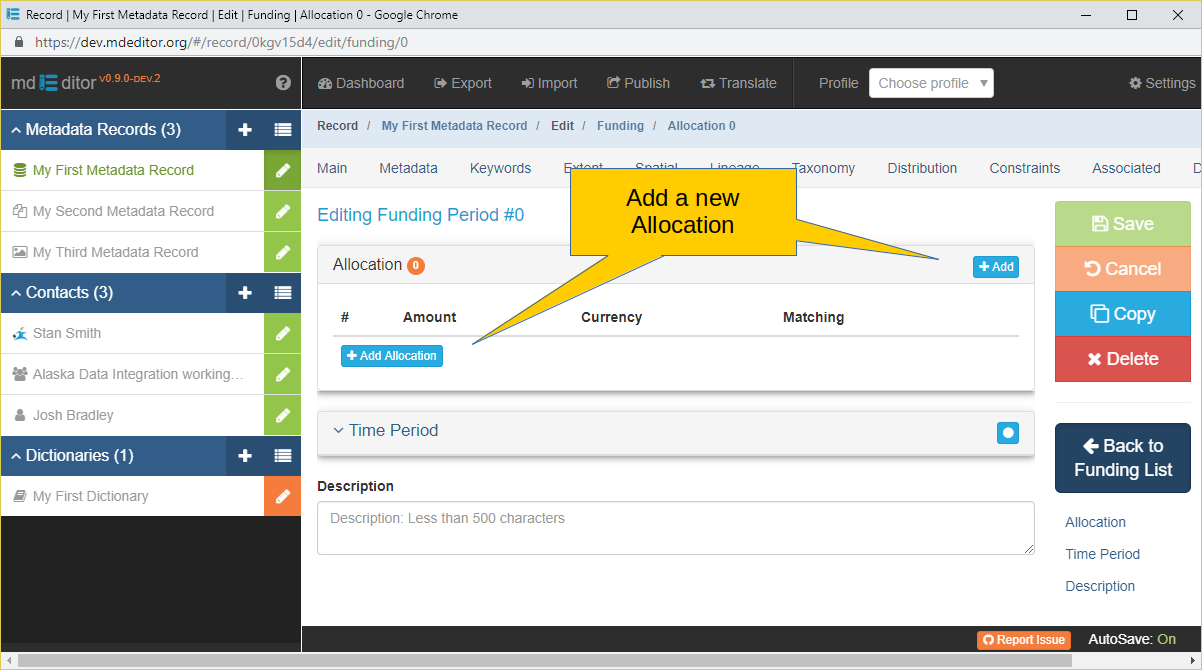 Record | My First Metadata Record | Edit | Funding | Allocation 0 - Google Chrome
https://dev.mdeditor.org/#/record/0kgv15d4/edit/funding/0
md ditor v0.9.0-DEV.2
Dashboard Export Import Publish Translate Profile Choose profile Settings
Metadata Records (3)
My First Metadata Record
My Second Metadata Record
My Third Metadata Record
Contacts (3)
Stan Smith
Alaska Data Integration working...
Josh Bradley
Dictionaries (1)
My First Dictionary
Record / My First Metadata Record / Edit / Funding / Allocation 0
Main Metadata Keywords Extent Spatial Lineage Taxonomy Distribution Constraints Associated D
Add a new
Allocation
Editing Funding Period #0
Allocation 0
Add
# Amount Currency Matching
Add Allocation
Time Period
Description
Description: Less than 500 characters
Save
Cancel
Copy
Delete
Back to
Funding List
Allocation
Time Period
Description
Report Issue AutoSave: On